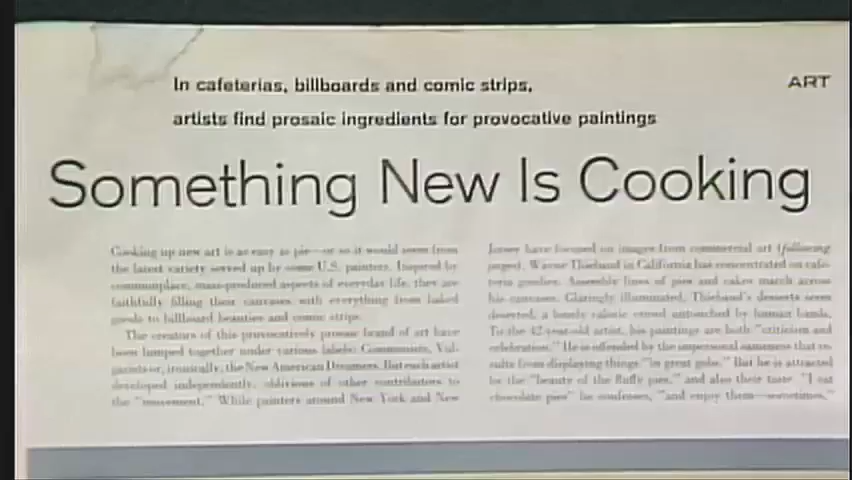 In cafeterias, billboards and comic strips,
ART
artists find prosaic ingredients for provocative paintings
Something New Is Cooking
Cooking up new art is as easy as pie—or so it would seem from
the latest variety served up by some U.S. painters. Inspired by
commonplace, mass-produced aspects of everyday life, they are
faithfully filling their canvases with everything from baked
goods to billboard beauties and comic strips.
The creators of this provocatively prosaic brand of art have
been lumped together under various labels: Commonists, Vul-
garists or, ironically, the New American Dreamers. But each artist
developed independently, oblivious of other contributors to
the "movement." While painters around New York and New
Jersey have focused on images from commercial art (following
pages), Wayne Thiebaud in California has concentrated on cafe-
teria goodies. Assembly lines of pies and cakes march across
his canvases. Glaringly illuminated, Thiebaud's desserts seem
deserted, a lonely calorie crowd untouched by human hands.
To the 42-year-old artist, his paintings are both "criticism and
celebration." He is offended by the impersonal sameness that re-
sults from displaying things "in great gobs." But he is attracted
by the "beauty of the fluffy pies," and also their taste. "I eat
chocolate pies" he confesses, "and enjoy them—sometimes."